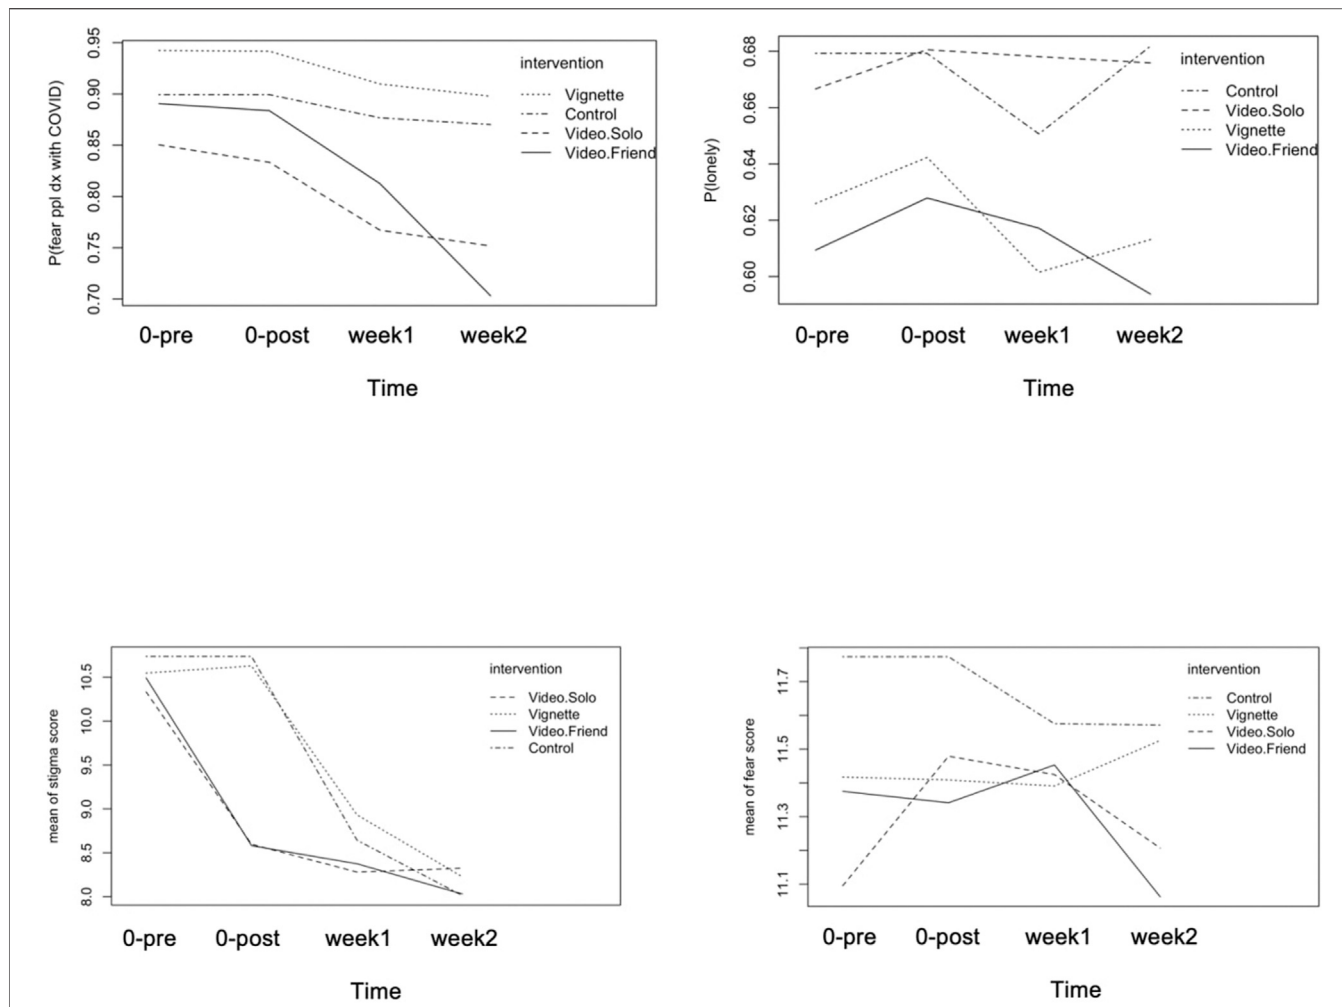 P(fear ppl dx with COVID)
0.95
0.90
0.85
0.80
0.75
0.70
intervention
Vignette
Control
Video.Solo
Video.Friend
0-pre 0-post week1 week2
Time
P(lonely)
0.68
0.66
0.64
0.62
0.60
intervention
Control
Video.Solo
Vignette
Video.Friend
0-pre 0-post week1 week2
Time
mean of stigma score
10.5
10.0
9.5
9.0
8.5
8.0
intervention
Video.Solo
Vignette
Video.Friend
Control
0-pre 0-post week1 week2
Time
mean of fear score
11.7
11.5
11.3
11.1
intervention
Control
Vignette
Video.Solo
Video.Friend
0-pre 0-post week1 week2
Time